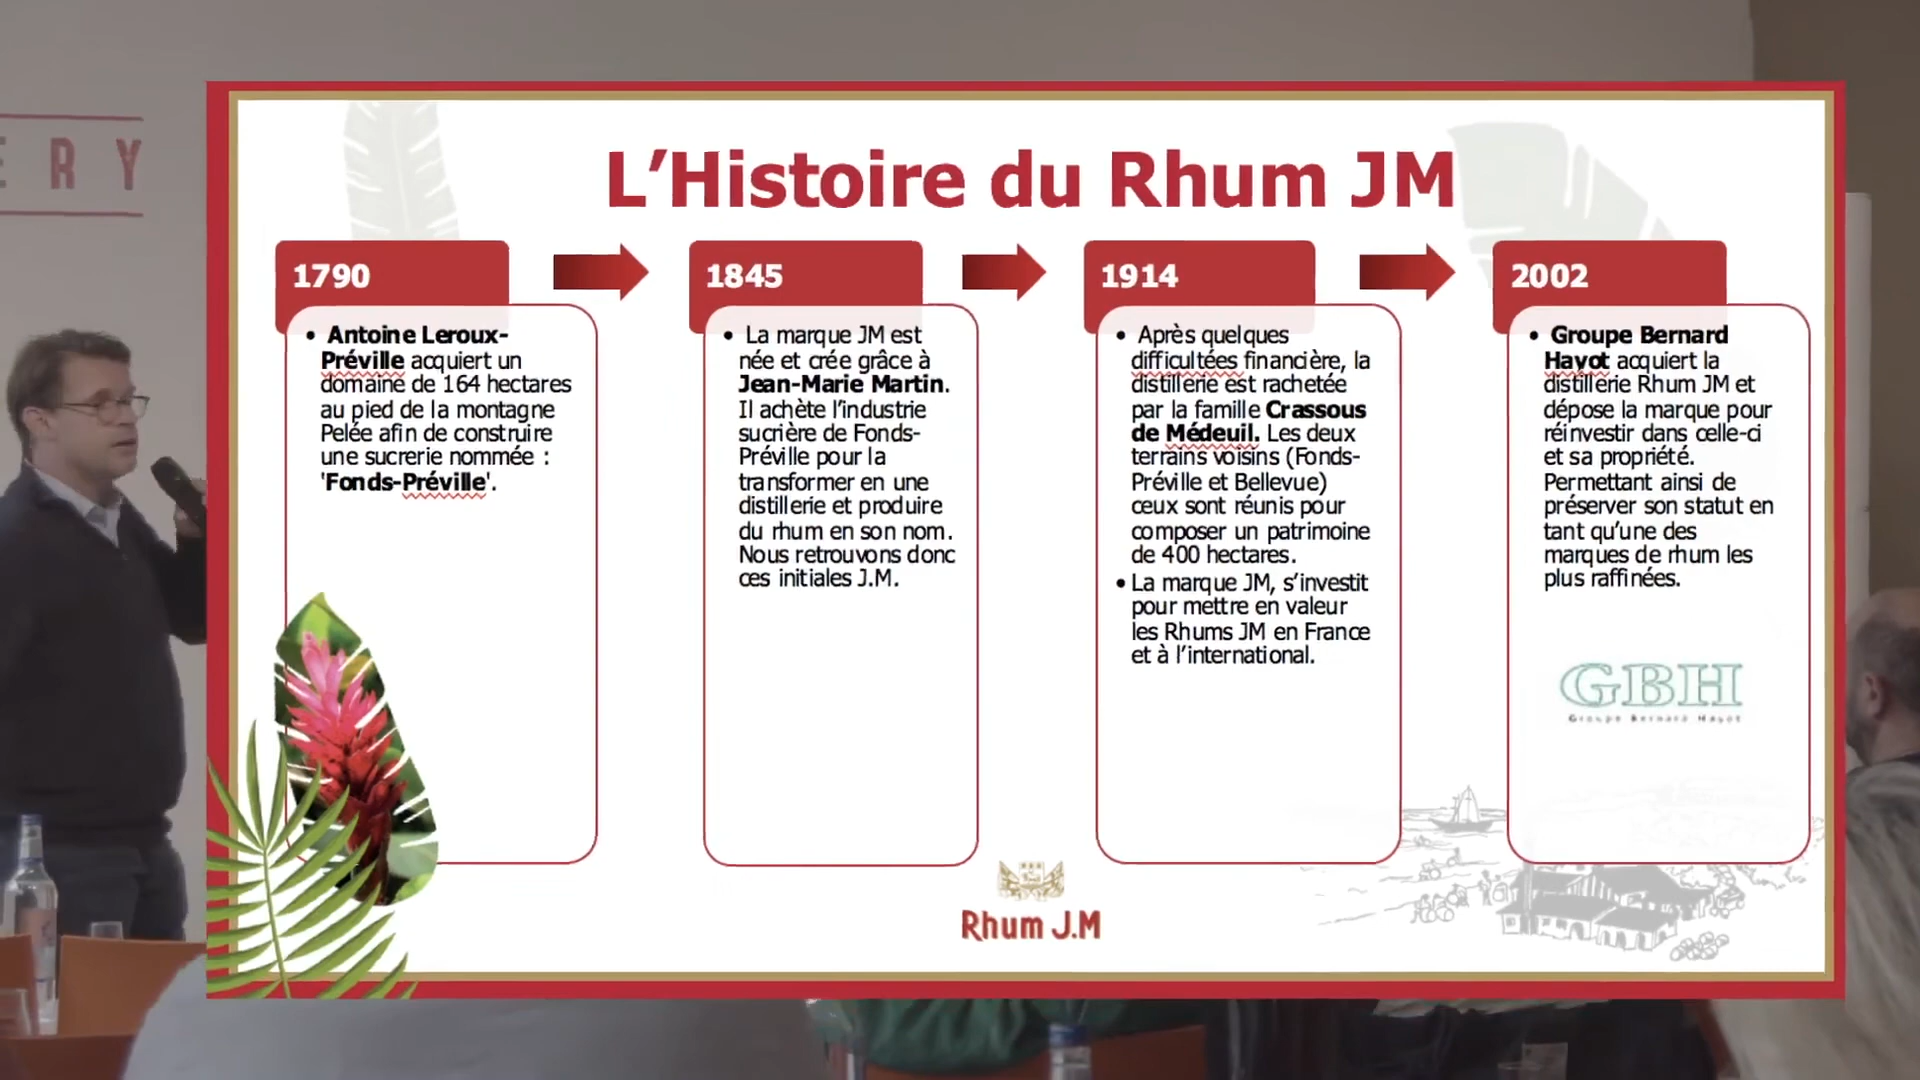 ERY
L'Histoire du Rhum JM
1790
• Antoine Leroux-
Préville acquiert un
domaine de 164 hectares
au pied de la montagne
Pelée afin de construire
une sucrerie nommée :
'Fonds-Préville'.
1845
• La marque JM est
née et crée grâce à
Jean-Marie Martin.
Il achète l'industrie
sucrière de Fonds-
Préville pour la
transformer en une
distillerie et produire
du rhum en son nom.
Nous retrouvons donc
ces initiales J.M.
1914
• Après quelques
difficultées financière, la
distillerie est rachetée
par la famille Crassous
de Médeuil. Les deux
terrains voisins (Fonds-
Préville et Bellevue)
ceux sont réunis pour
composer un patrimoine
de 400 hectares.
• La marque JM, s'investit
pour mettre en valeur
les Rhums JM en France
et à l'international.
2002
• Groupe Bernard
Hayot acquiert la
distillerie Rhum JM et
dépose la marque pour
réinvestir dans celle-ci
et sa propriété.
Permettant ainsi de
préserver son statut en
tant qu'une des
marques de rhum les
plus raffinées.
GBH
Groupe Bernard Hayot
Rhum J.M